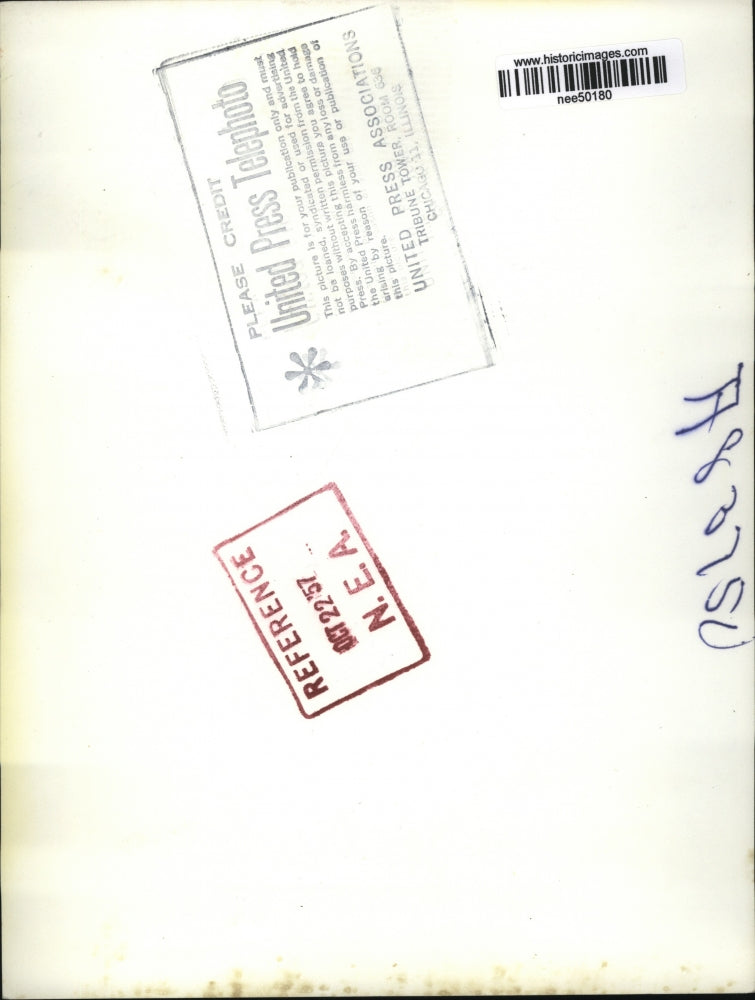 www.historicimages.com
nee50180
PLEASE CREDIT
United Press Telephoto
This picture is for your publication only and must
not be loaned, syndicated or used for advertising
purposes without written permission from the United
Press. By accepting this picture you agree to hold
the United Press harmless from any loss or damage
arising by reason of your use or publication of
this picture.
UNITED PRESS ASSOCIATIONS
TRIBUNE TOWER, ROOM 636
CHICAGO 11, ILLINOIS
REFERENCE
OCT 22 '57
N. E. A.